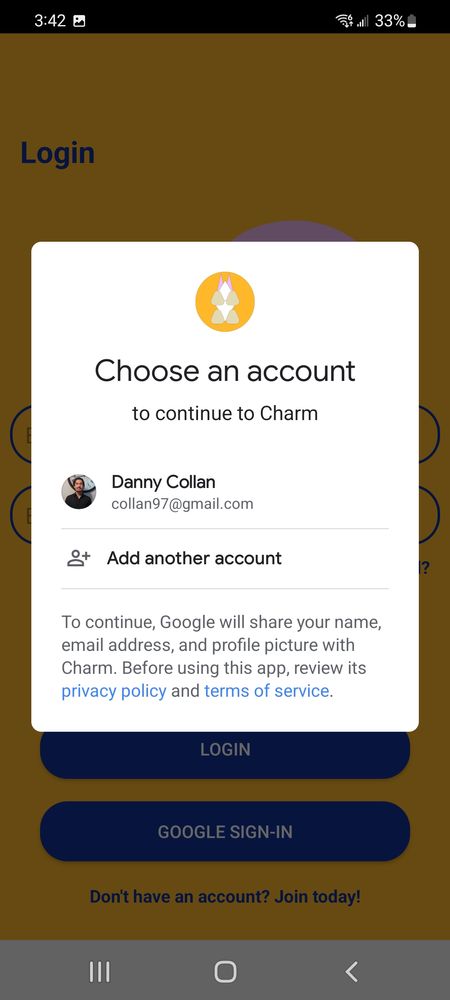 3:42
33%
Login
Choose an account
to continue to Charm
Danny Collan
collan97@gmail.com
Add another account
To continue, Google will share your name,
email address, and profile picture with
Charm. Before using this app, review its
privacy policy and terms of service.
LOGIN
GOOGLE SIGN-IN
Don't have an account? Join today!